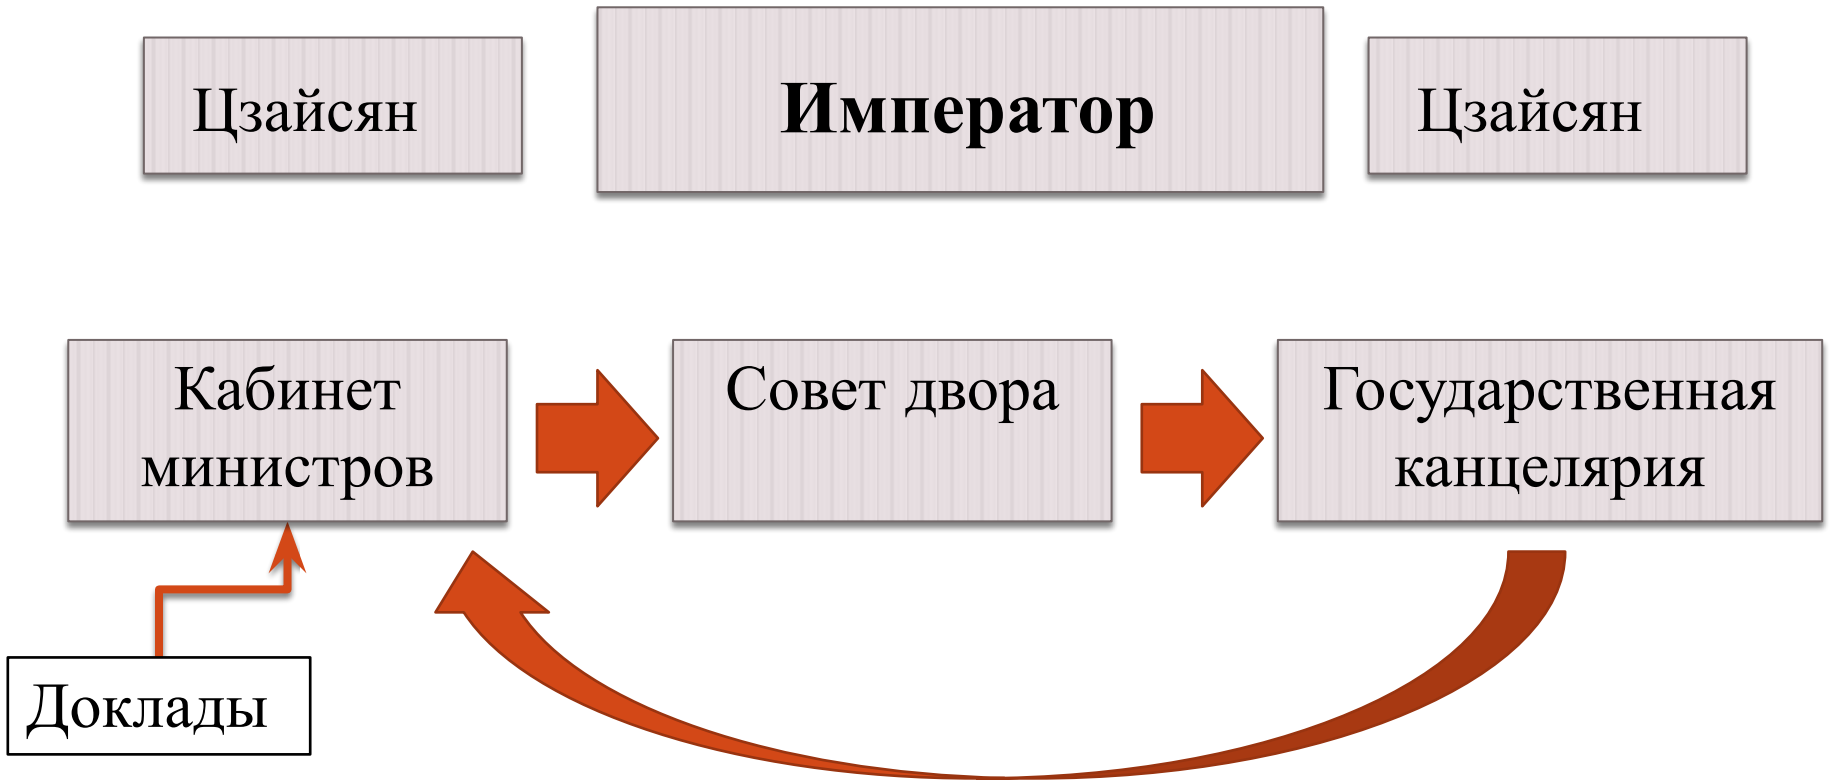 Цзайсян
Император
Цзайсян
Кабинет
министров
Совет двора
Государственная
канцелярия
Доклады